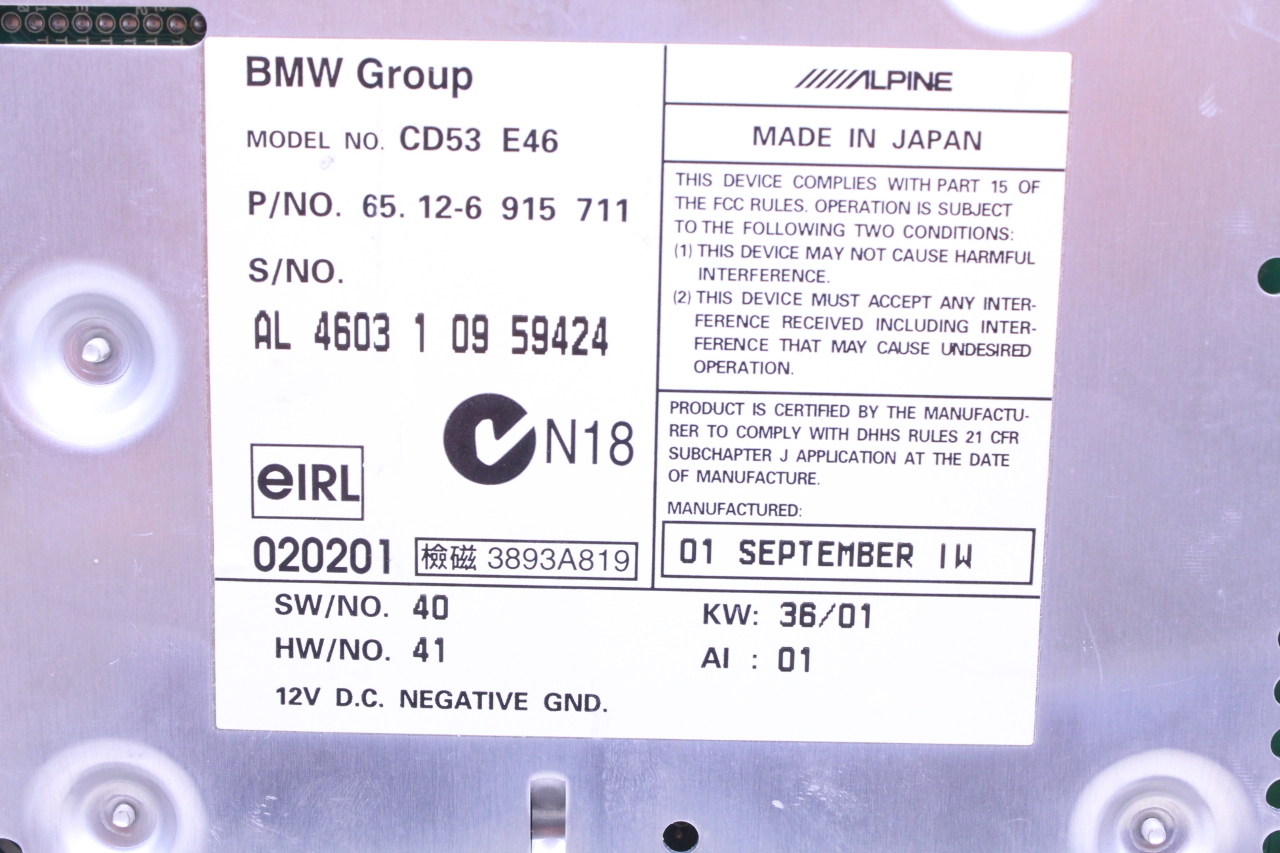 BMW Group
MODEL NO. CD53 E46
P/NO. 65. 12-6 915 711
S/NO.
AL 4603 1 09 59424
N18
eIRL
020201
檢磁 3893A819
ALPINE
MADE IN JAPAN
THIS DEVICE COMPLIES WITH PART 15 OF
THE FCC RULES. OPERATION IS SUBJECT
TO THE FOLLOWING TWO CONDITIONS:
(1) THIS DEVICE MAY NOT CAUSE HARMFUL
INTERFERENCE.
(2) THIS DEVICE MUST ACCEPT ANY INTER-
FERENCE RECEIVED INCLUDING INTER-
FERENCE THAT MAY CAUSE UNDESIRED
OPERATION.
PRODUCT IS CERTIFIED BY THE MANUFACTU-
RER TO COMPLY WITH DHHS RULES 21 CFR
SUBCHAPTER J APPLICATION AT THE DATE
OF MANUFACTURE.
MANUFACTURED:
01 SEPTEMBER IW
SW/NO. 40
HW/NO. 41
12V D.C. NEGATIVE GND.
KW: 36/01
AI : 01